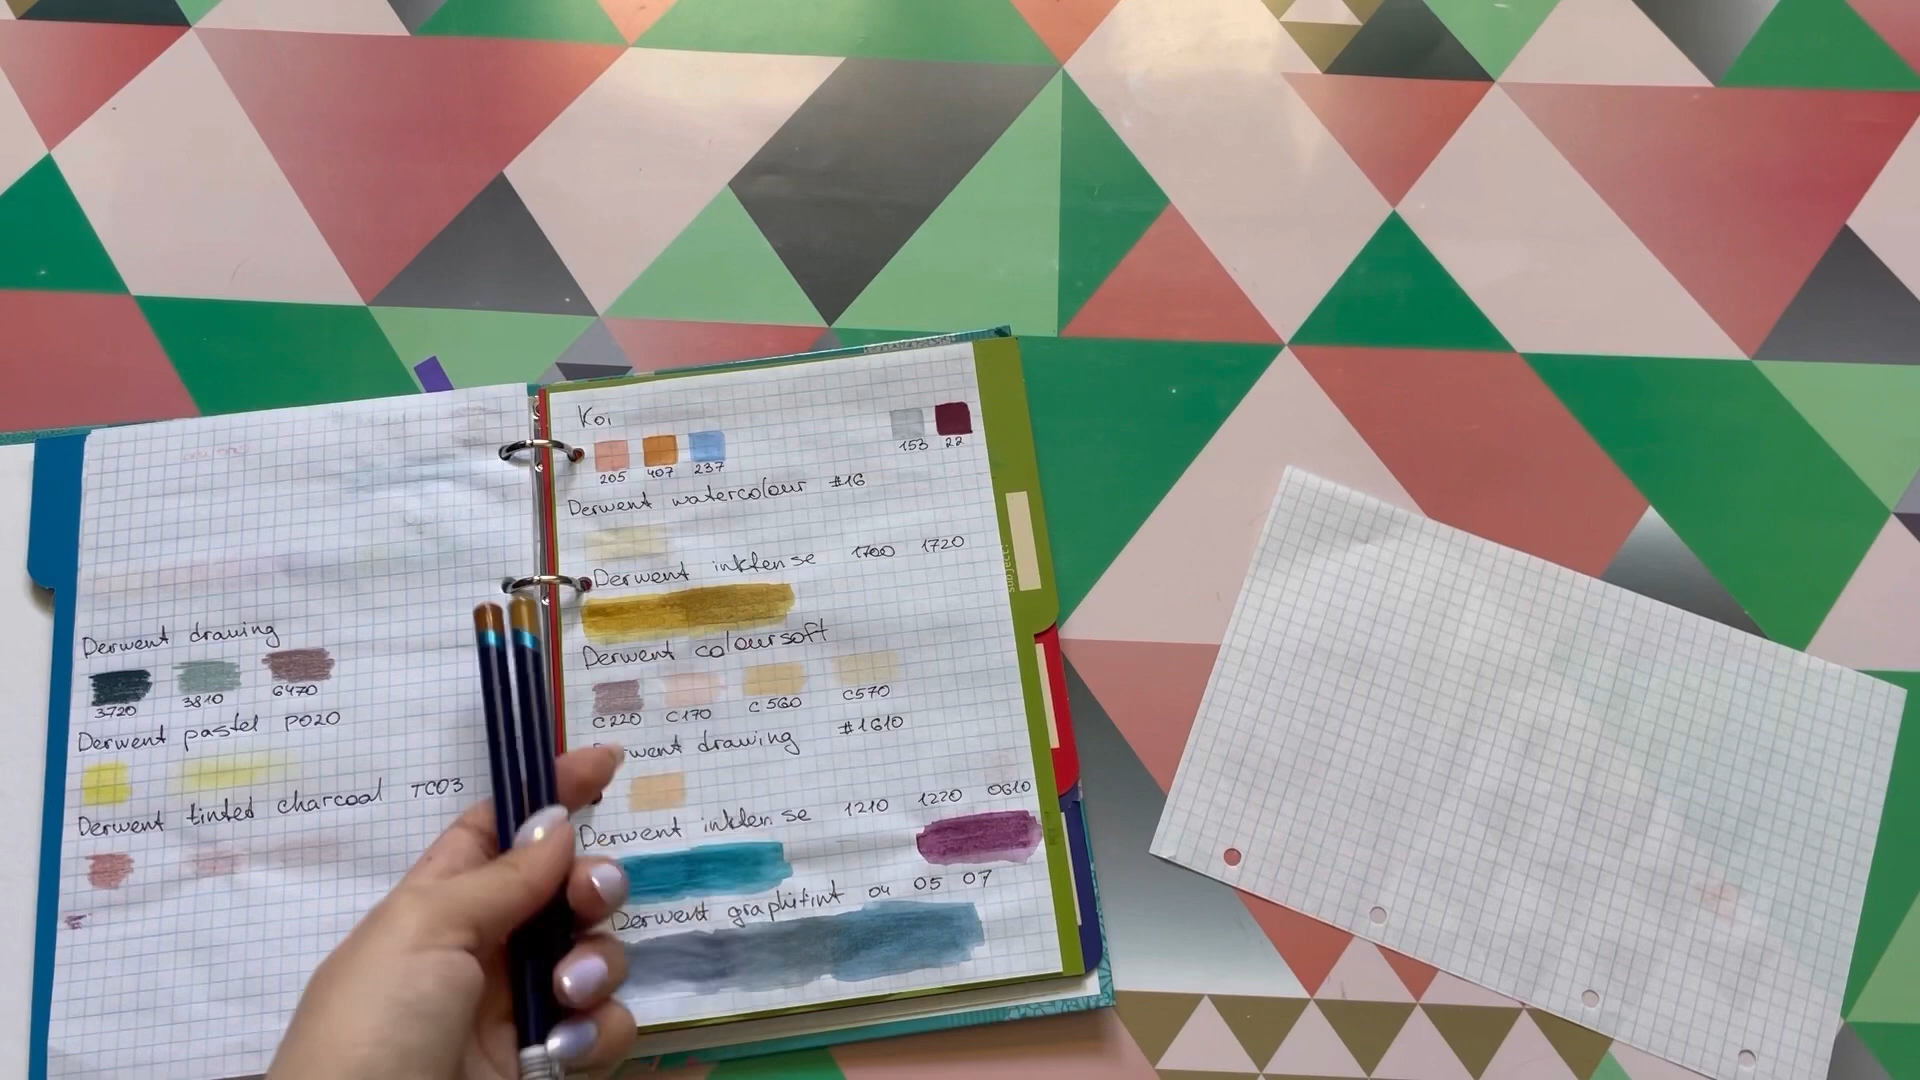 Derwent drawing
3720 3810 6470
Derwent pastel P020
Derwent tinted charcoal TC03
Koi
205 407 237 153 22
Derwent watercolour #16
Derwent inktense 1700 1720
Derwent coloursoft
C220 C170 C560 C570
drawing #1610
Derwent inktense 1210 1220 0610
Derwent graphitint 04 05 07
subject: